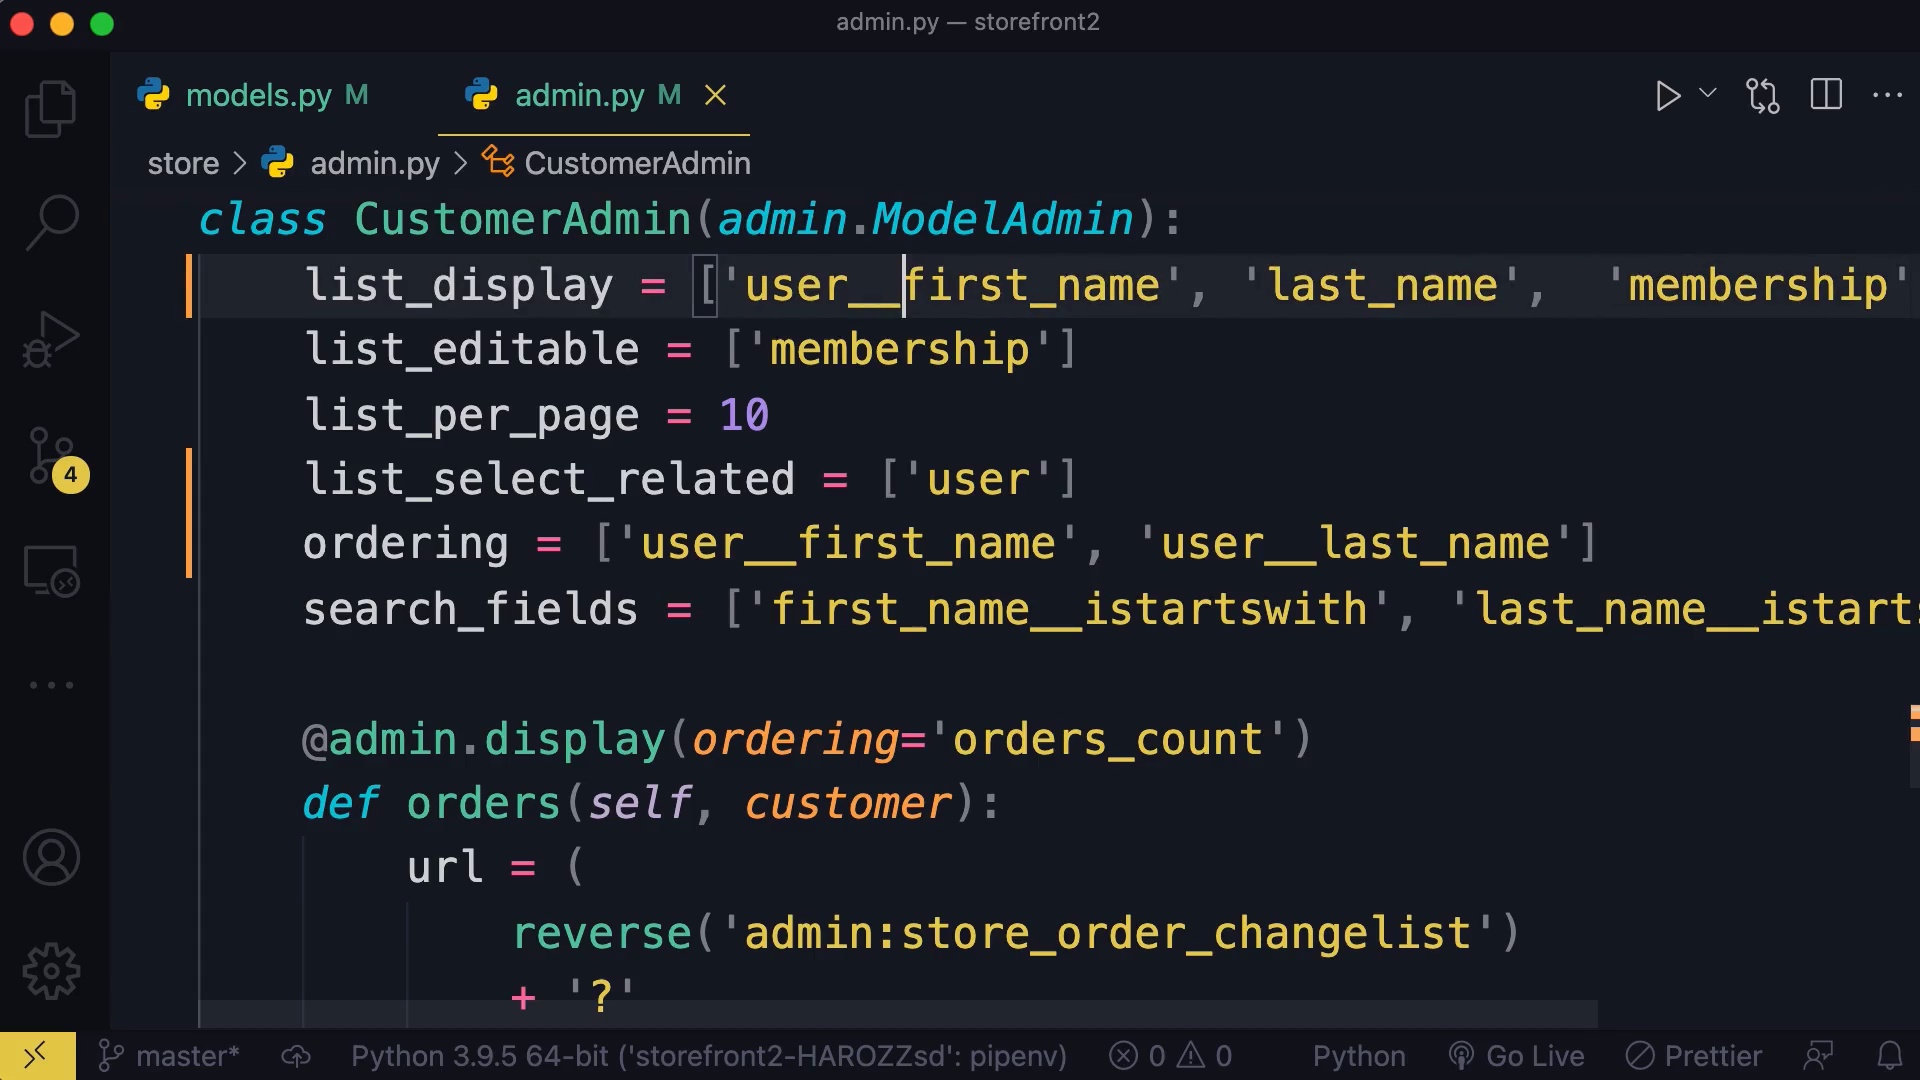 admin.py — storefront2
models.py M admin.py M
store > admin.py > CustomerAdmin
class CustomerAdmin(admin.ModelAdmin):
list_display = ['user__first_name', 'last_name',  'membership'
list_editable = ['membership']
list_per_page = 10
list_select_related = ['user']
ordering = ['user__first_name', 'user__last_name']
search_fields = ['first_name__istartswith', 'last_name__istarts
@admin.display(ordering='orders_count')
def orders(self, customer):
url = (
reverse('admin:store_order_changelist')
+ '?'
4
master* Python 3.9.5 64-bit ('storefront2-HAROZZsd': pipenv) 0 0 Python Go Live Prettier